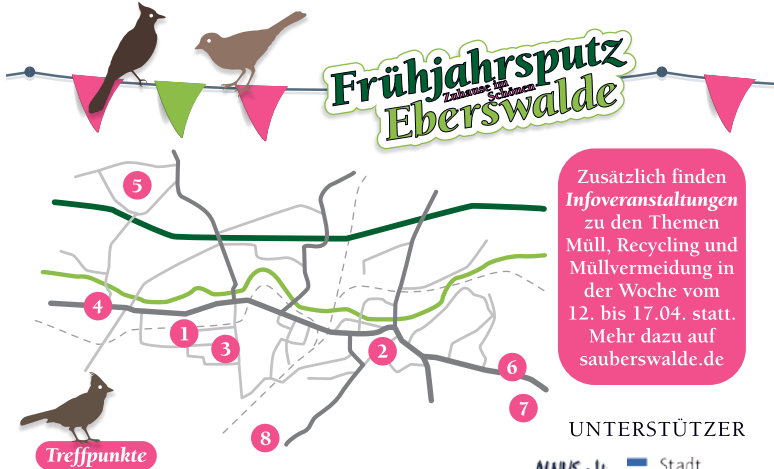 Frühjahrsputz
Zuhause im
Schönen
Eberswalde
5
4
1
3
2
6
7
8
Zusätzlich finden
Infoveranstaltungen
zu den Themen
Müll, Recycling und
Müllvermeidung in
der Woche vom
12. bis 17.04. statt.
Mehr dazu auf
sauberswalde.de
Treffpunkte
UNTERSTÜTZER
Stadt